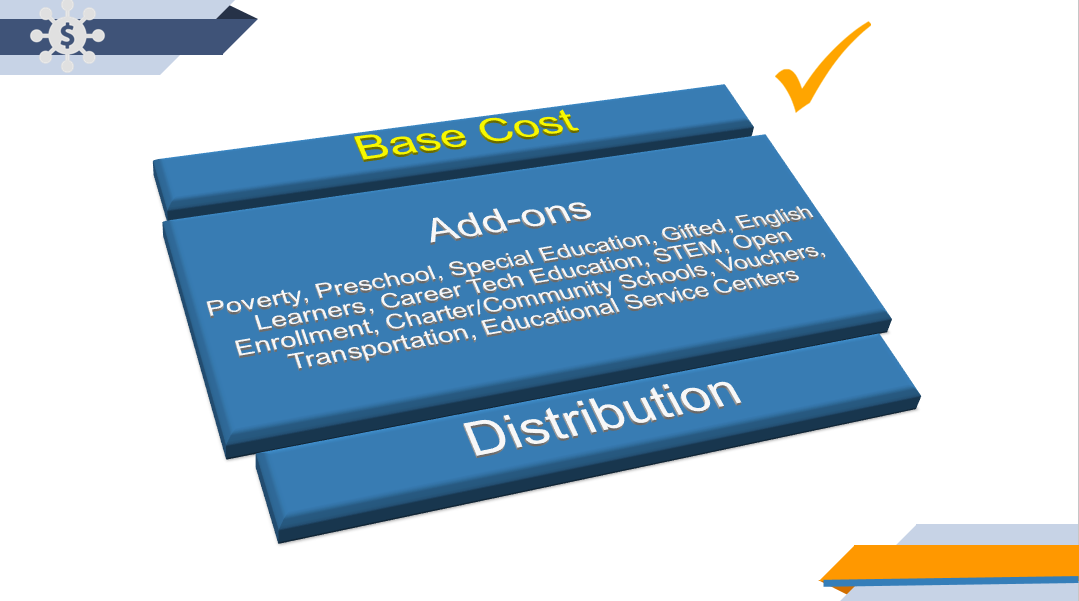 $
Base Cost
Add-ons
Poverty, Preschool, Special Education, Gifted, English
Learners, Career Tech Education, STEM, Open
Enrollment, Charter/Community Schools, Vouchers,
Transportation, Educational Service Centers
Distribution